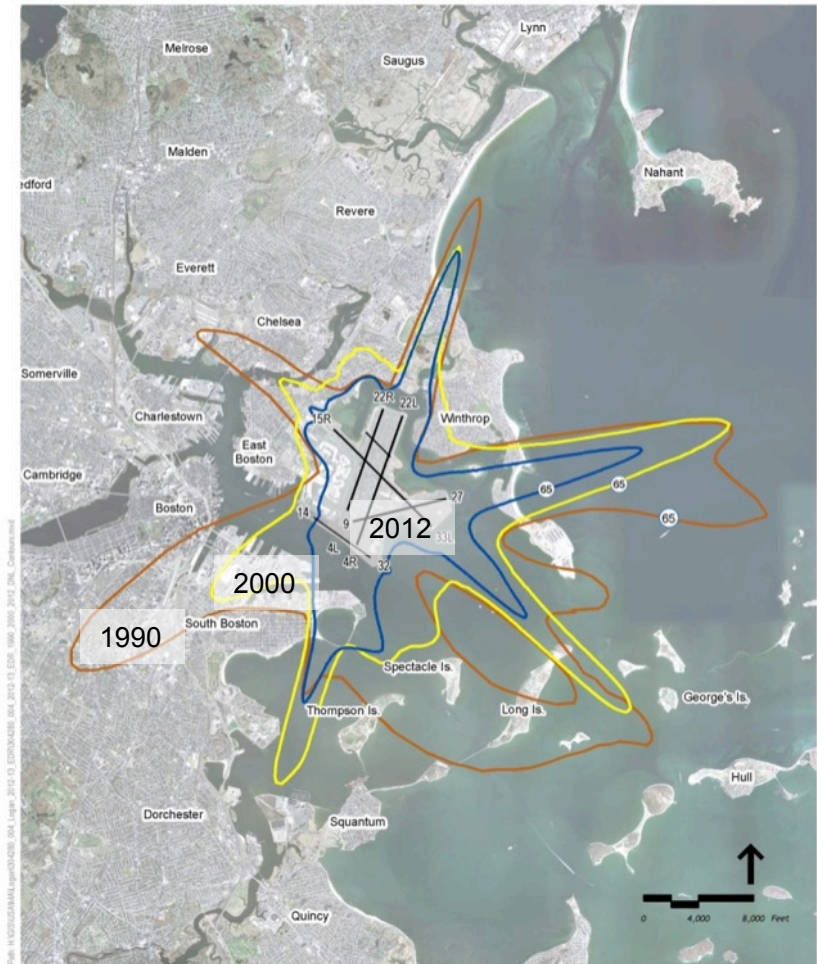 Lynn
Melrose
Saugus
Malden
Nahant
edford
Revere
Everett
Chelsea
Somerville
22R
22L
15R
Charlestown
Winthrop
East
Boston
Cambridge
65
65
27
Boston
14
65
9
2012
33L
4L
4R
32
2000
South Boston
1990
Spectacle Is.
Thompson Is.
Long Is.
George's Is.
Hull
Dorchester
Squantum
Quincy
0 4,000 8,000 Feet